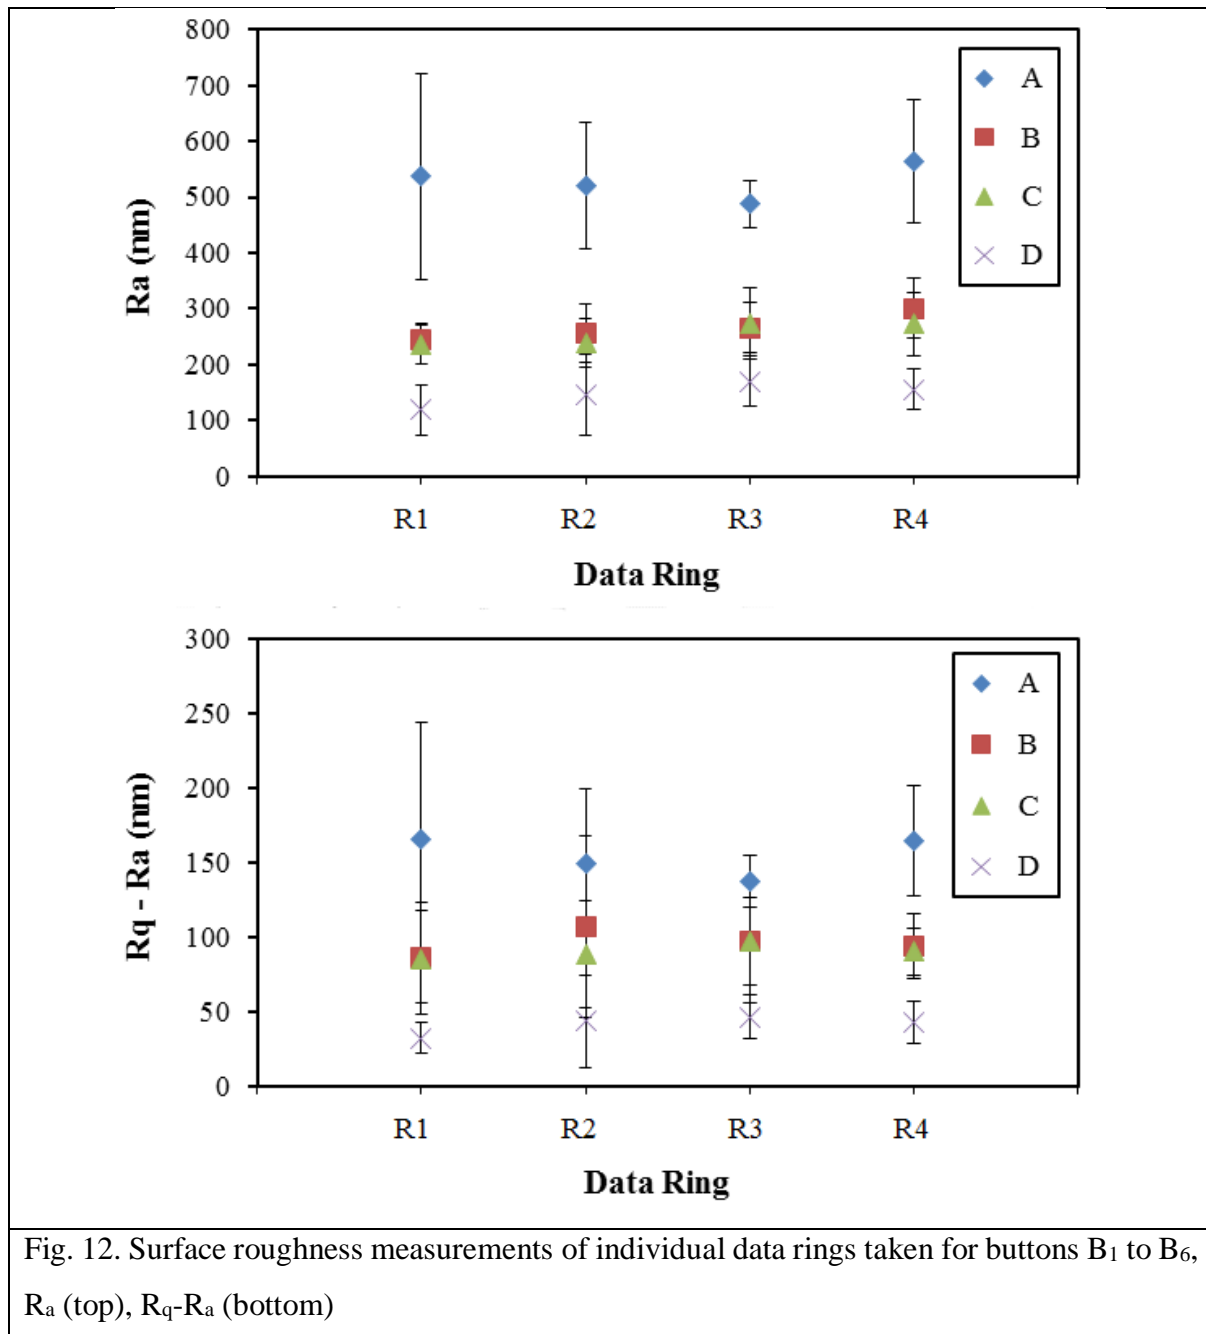 800
700
600
500
400
300
200
100
0
Ra (nm)
A
B
C
D
R1 R2 R3 R4
Data Ring
300
250
200
150
100
50
0
Rq - Ra (nm)
A
B
C
D
R1 R2 R3 R4
Data Ring
Fig. 12. Surface roughness measurements of individual data rings taken for buttons B1 to B6,
Ra (top), Rq-Ra (bottom)